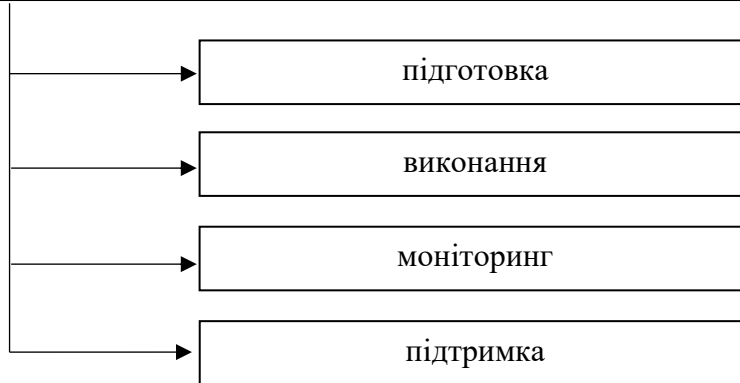 підготовка
виконання
моніторинг
підтримка